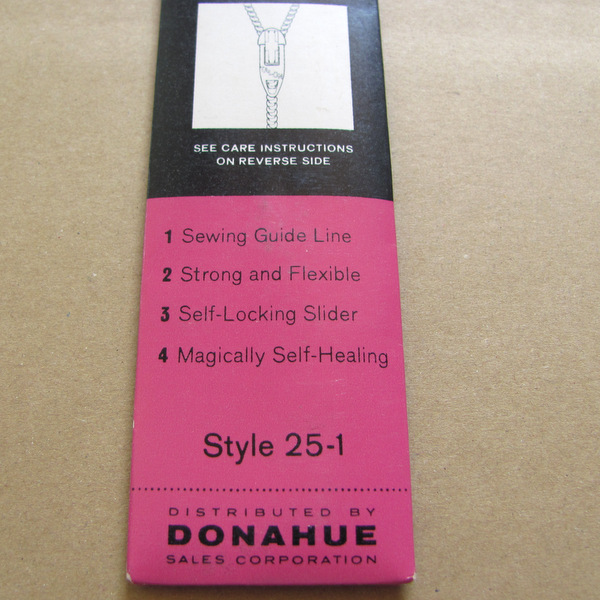 SEE CARE INSTRUCTIONS
ON REVERSE SIDE
1 Sewing Guide Line
2 Strong and Flexible
3 Self-Locking Slider
4 Magically Self-Healing
Style 25-1
DISTRIBUTED BY
DONAHUE
SALES CORPORATION